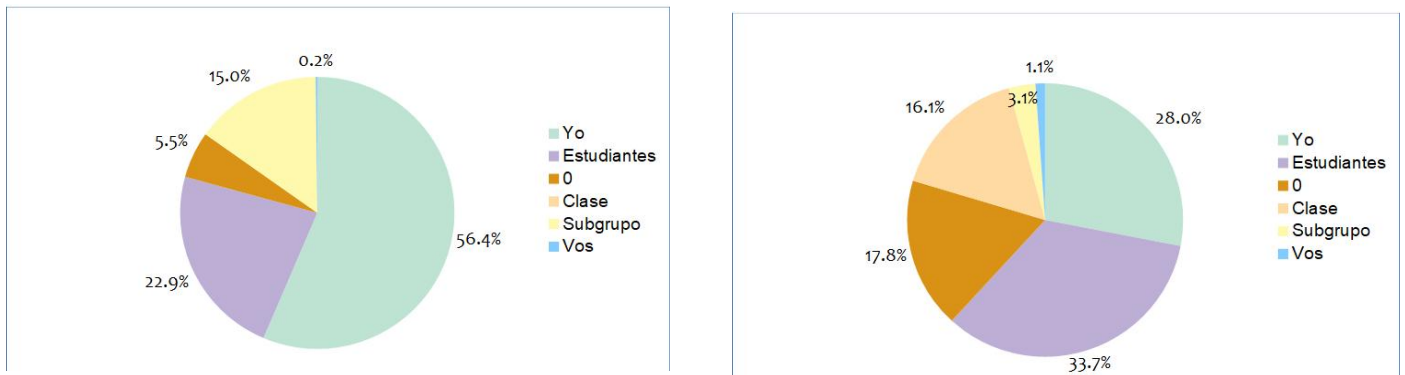 0.2%
15.0%
5.5%
22.9%
56.4%
Yo
Estudiantes
0
Clase
Subgrupo
Vos
1.1%
3.1%
16.1%
28.0%
17.8%
33.7%
Yo
Estudiantes
0
Clase
Subgrupo
Vos